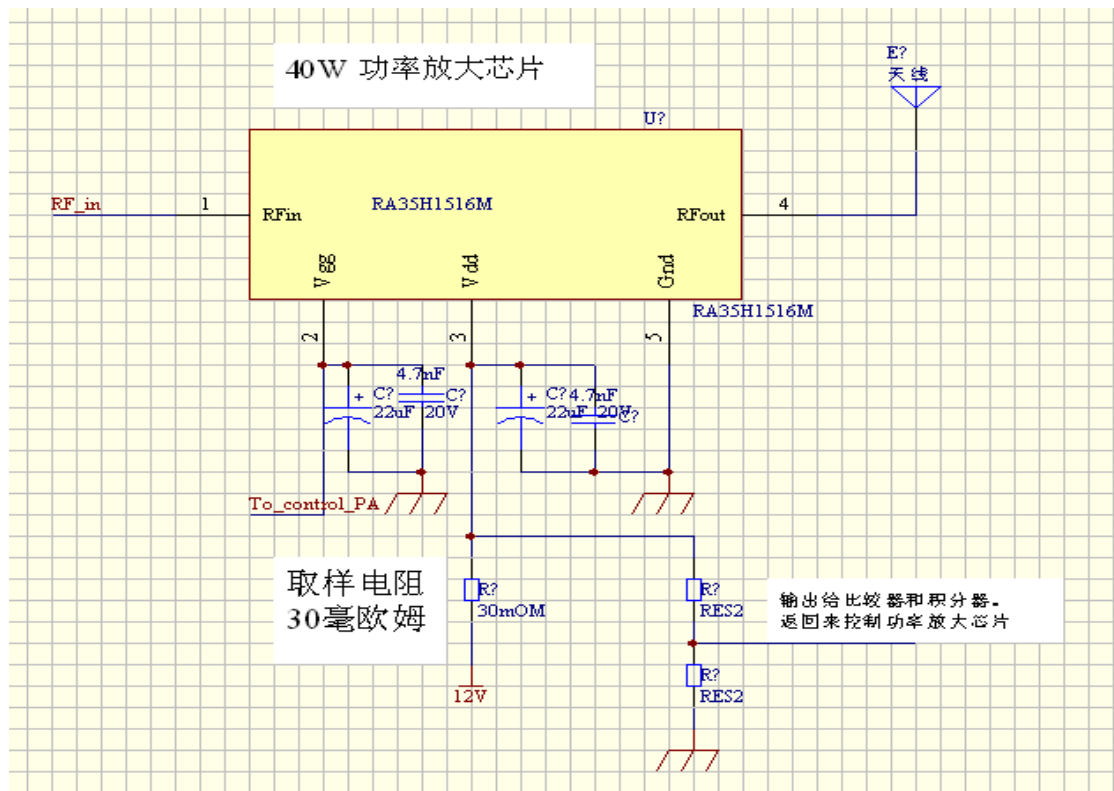 40W 功率放大芯片
E?
天线
U?
RF_in
1
RFin
RA35H1516M
RFout
4
Vgg
Vdd
Gnd
RA35H1516M
2
3
5
4.7nF
C?
C?
22uF
20V
C?
4.7nF
22uF
20V
C?
To_control_PA
取样电阻
30毫欧姆
R?
30mOM
12V
R?
RES2
输出给比较器和积分器。
返回来控制功率放大芯片
R?
RES2